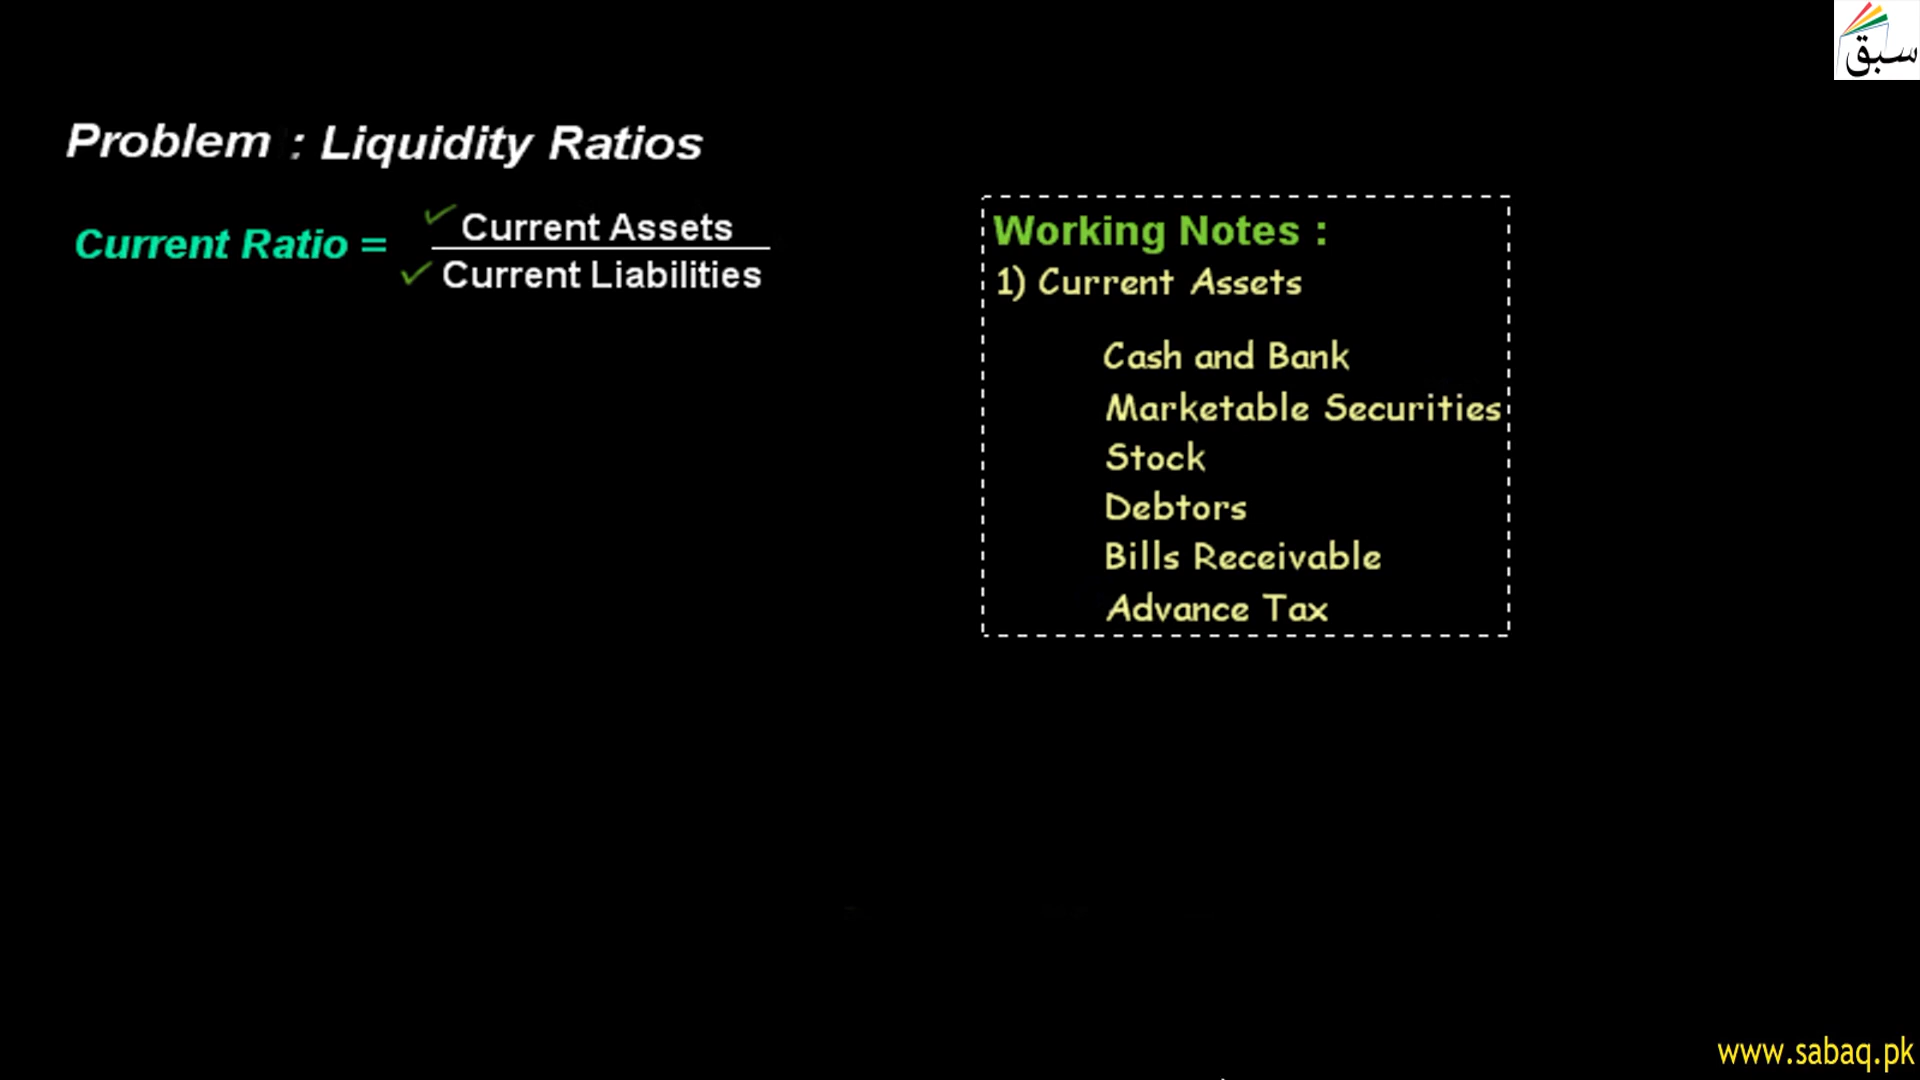 سبق
Problem : Liquidity Ratios
Current Ratio = Current Assets
Current Liabilities
Working Notes :
1) Current Assets
Cash and Bank
Marketable Securities
Stock
Debtors
Bills Receivable
Advance Tax
www.sabaq.pk